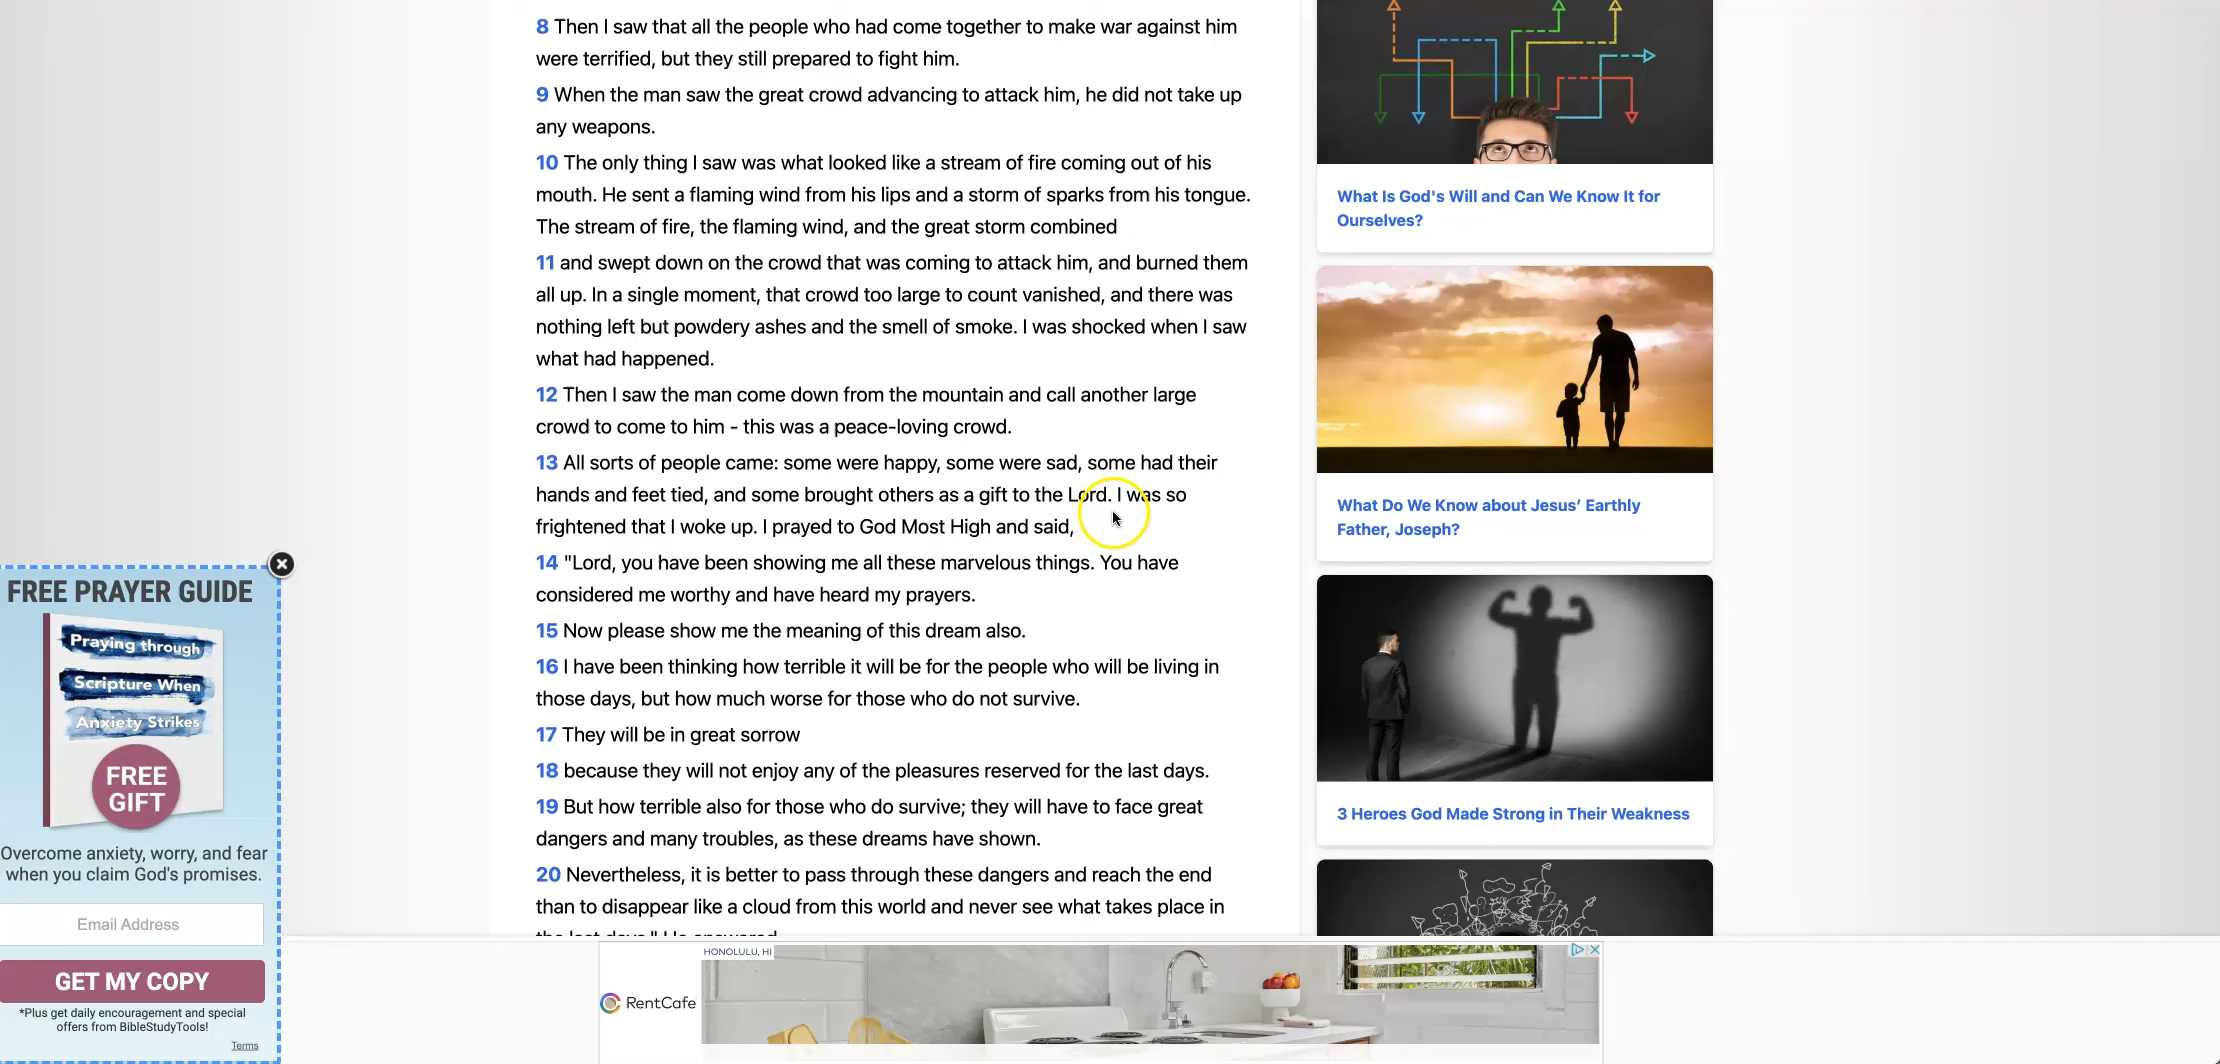 8 Then I saw that all the people who had come together to make war against him
were terrified, but they still prepared to fight him.
9 When the man saw the great crowd advancing to attack him, he did not take up
any weapons.
10 The only thing I saw was what looked like a stream of fire coming out of his
mouth. He sent a flaming wind from his lips and a storm of sparks from his tongue.
The stream of fire, the flaming wind, and the great storm combined
11 and swept down on the crowd that was coming to attack him, and burned them
all up. In a single moment, that crowd too large to count vanished, and there was
nothing left but powdery ashes and the smell of smoke. I was shocked when I saw
what had happened.
12 Then I saw the man come down from the mountain and call another large
crowd to come to him - this was a peace-loving crowd.
13 All sorts of people came: some were happy, some were sad, some had their
hands and feet tied, and some brought others as a gift to the Lord. I was so
frightened that I woke up. I prayed to God Most High and said,
14 "Lord, you have been showing me all these marvelous things. You have
considered me worthy and have heard my prayers.
15 Now please show me the meaning of this dream also.
16 I have been thinking how terrible it will be for the people who will be living in
those days, but how much worse for those who do not survive.
17 They will be in great sorrow
18 because they will not enjoy any of the pleasures reserved for the last days.
19 But how terrible also for those who do survive; they will have to face great
dangers and many troubles, as these dreams have shown.
20 Nevertheless, it is better to pass through these dangers and reach the end
than to disappear like a cloud from this world and never see what takes place in
the last days." He answered,
What Is God's Will and Can We Know It for
Ourselves?
What Do We Know about Jesus’ Earthly
Father, Joseph?
3 Heroes God Made Strong in Their Weakness
FREE PRAYER GUIDE
Praying through
Scripture When
Anxiety Strikes
FREE
GIFT
Overcome anxiety, worry, and fear
when you claim God's promises.
Email Address
GET MY COPY
*Plus get daily encouragement and special
offers from BibleStudyTools!
Terms
HONOLULU, HI
RentCafe